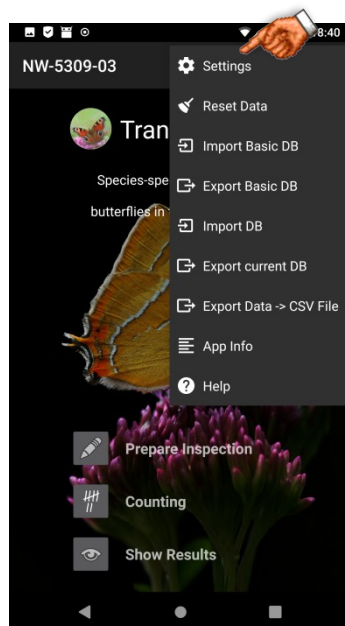 8:40
NW-5309-03
Settings
Reset Data
Tran
Import Basic DB
Species-spe
Export Basic DB
butterflies in
Import DB
Export current DB
Export Data -> CSV File
App Info
Help
Prepare Inspection
Counting
Show Results